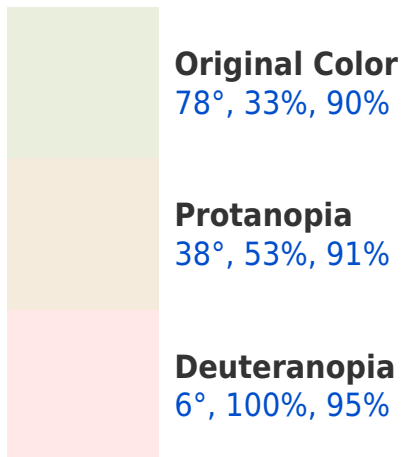 Original Color
78°, 33%, 90%
Protanopia
38°, 53%, 91%
Deuteranopia
6°, 100%, 95%